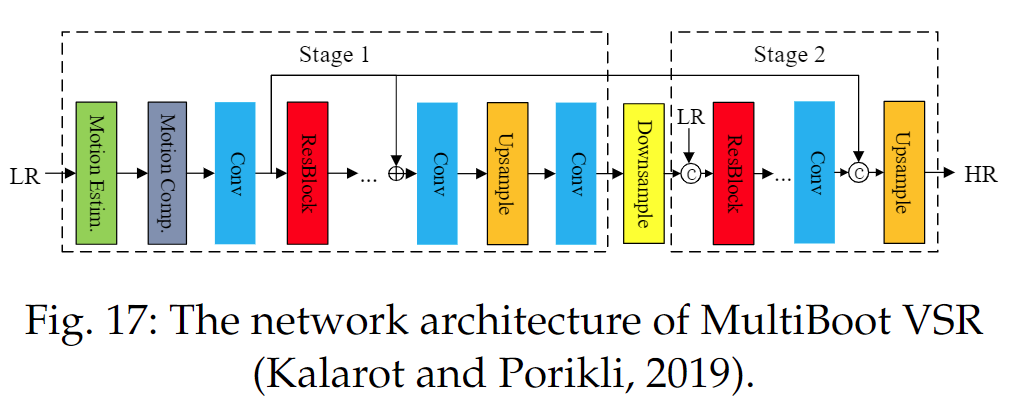 Stage 1
Stage 2
LR
Motion Estim.
Motion Comp.
Conv
ResBlock
...
Conv
Upsample
Conv
Downsample
LR
C
ResBlock
...
Conv
C
Upsample
HR
Fig. 17: The network architecture of MultiBoot VSR
(Kalarot and Porikli, 2019).